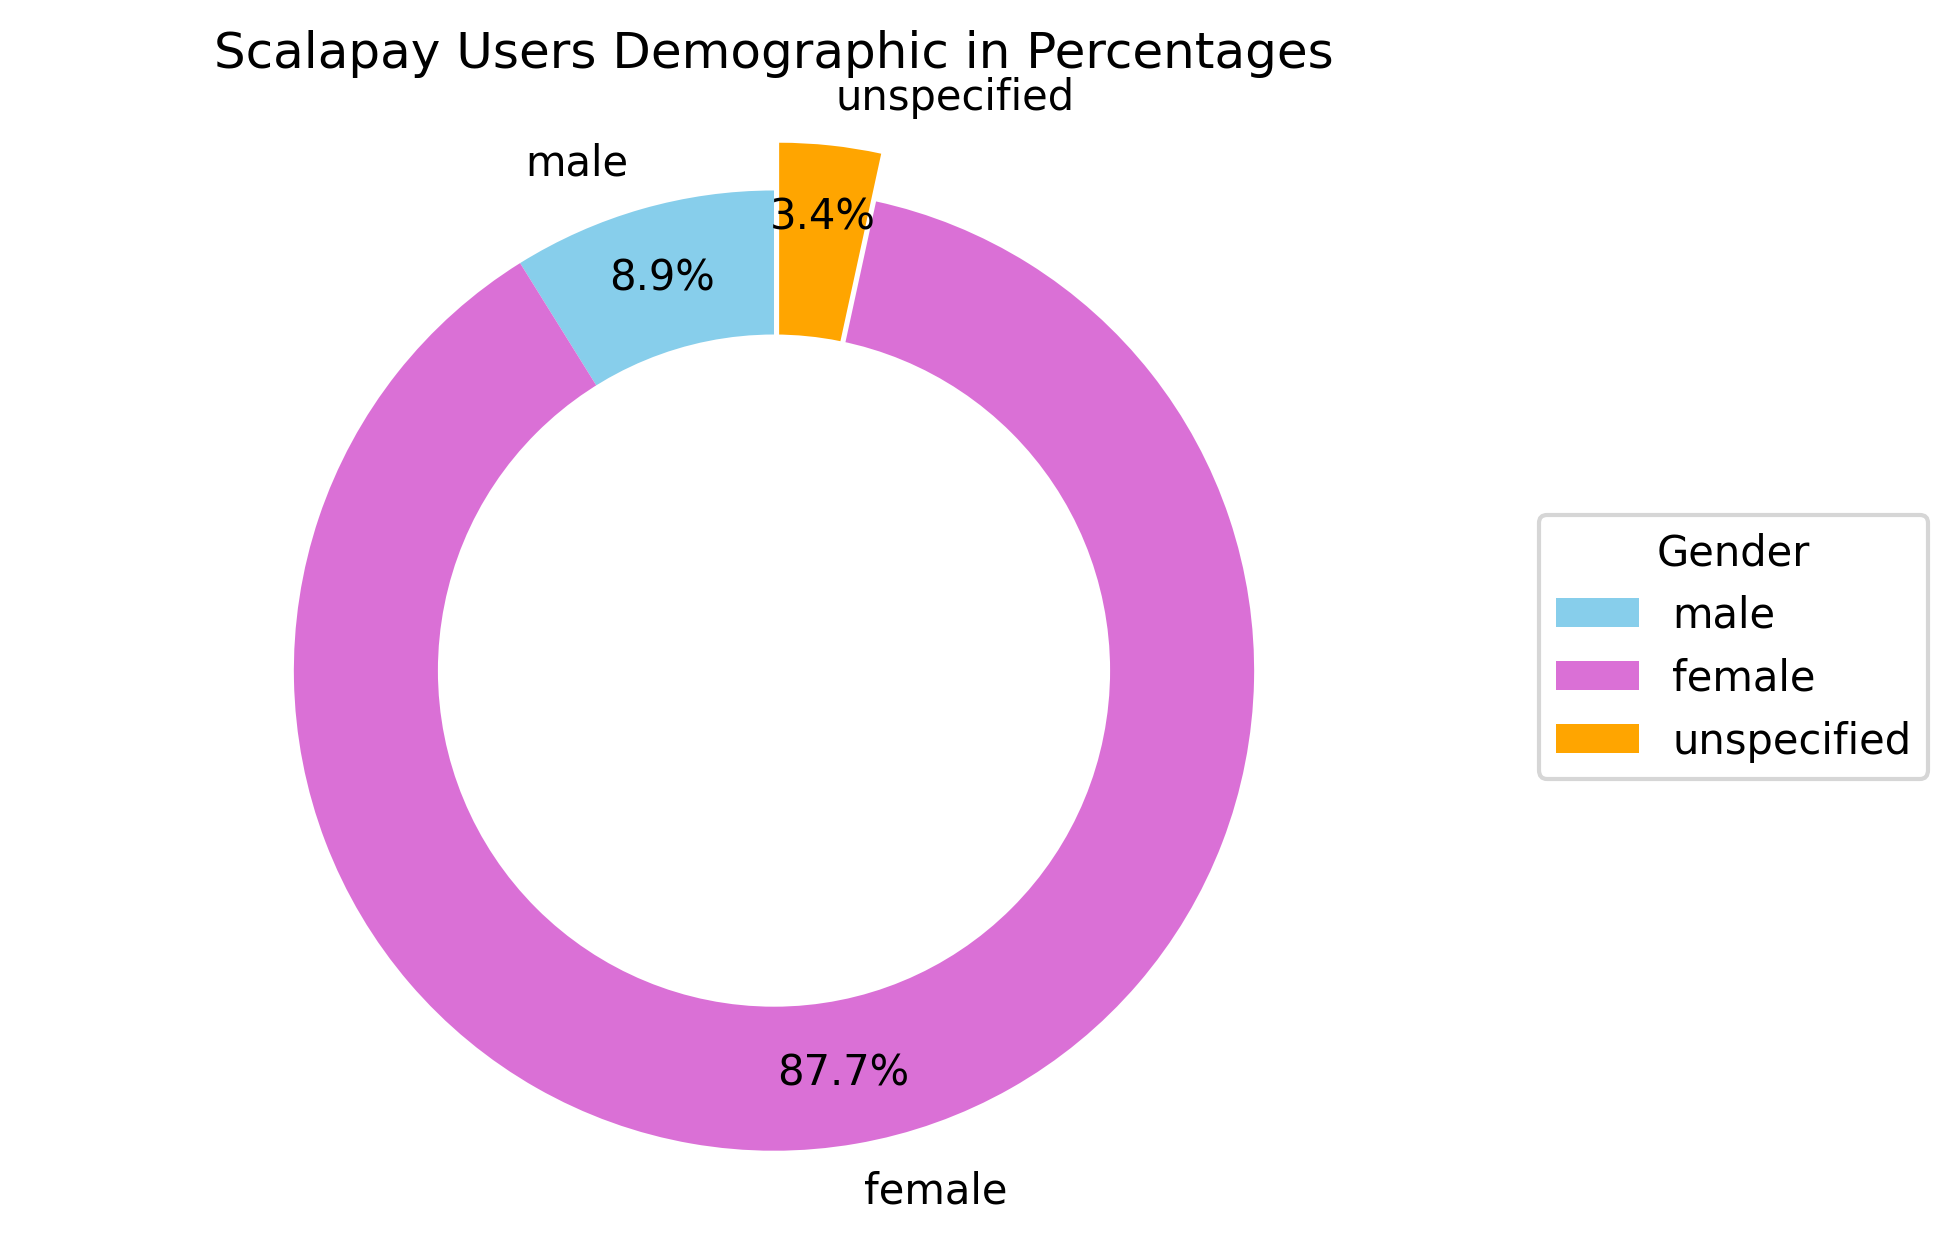 Scalapay Users Demographic in Percentages
unspecified
male
3.4%
8.9%
87.7%
female
Gender
male
female
unspecified